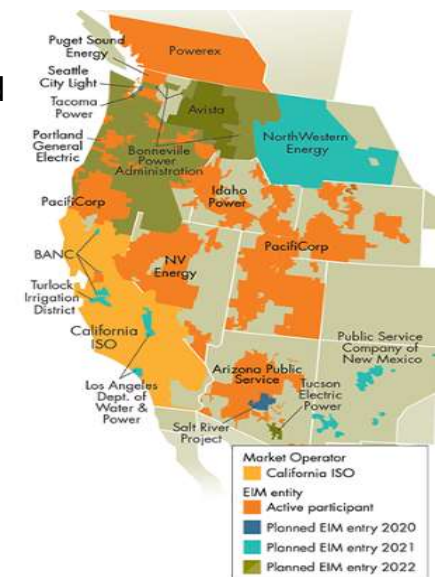 Powerex
Puget Sound
Energy
Seattle
City Light
Tacoma
Power
Portland
General
Electric
Avista
Bonneville
Power
Administration
NorthWestern
Energy
Idaho
Power
PacifiCorp
PacifiCorp
BANC
NV
Energy
Turlock
Irrigation
District
California
ISO
Los Angeles
Dept. of
Water &
Power
Arizona Public
Service
Salt River
Project
Tucson
Electric
Power
Public Service
Company of
New Mexico
Market Operator
California ISO
EIM entity
Active participant
Planned EIM entry 2020
Planned EIM entry 2021
Planned EIM entry 2022